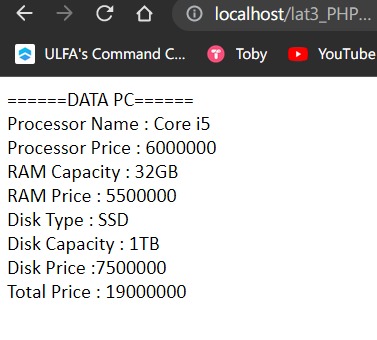 localhost/lat3_PHP...
ULFA's Command C... Toby YouTube
======DATA PC======
Processor Name : Core i5
Processor Price : 6000000
RAM Capacity : 32GB
RAM Price : 5500000
Disk Type : SSD
Disk Capacity : 1TB
Disk Price :7500000
Total Price : 19000000